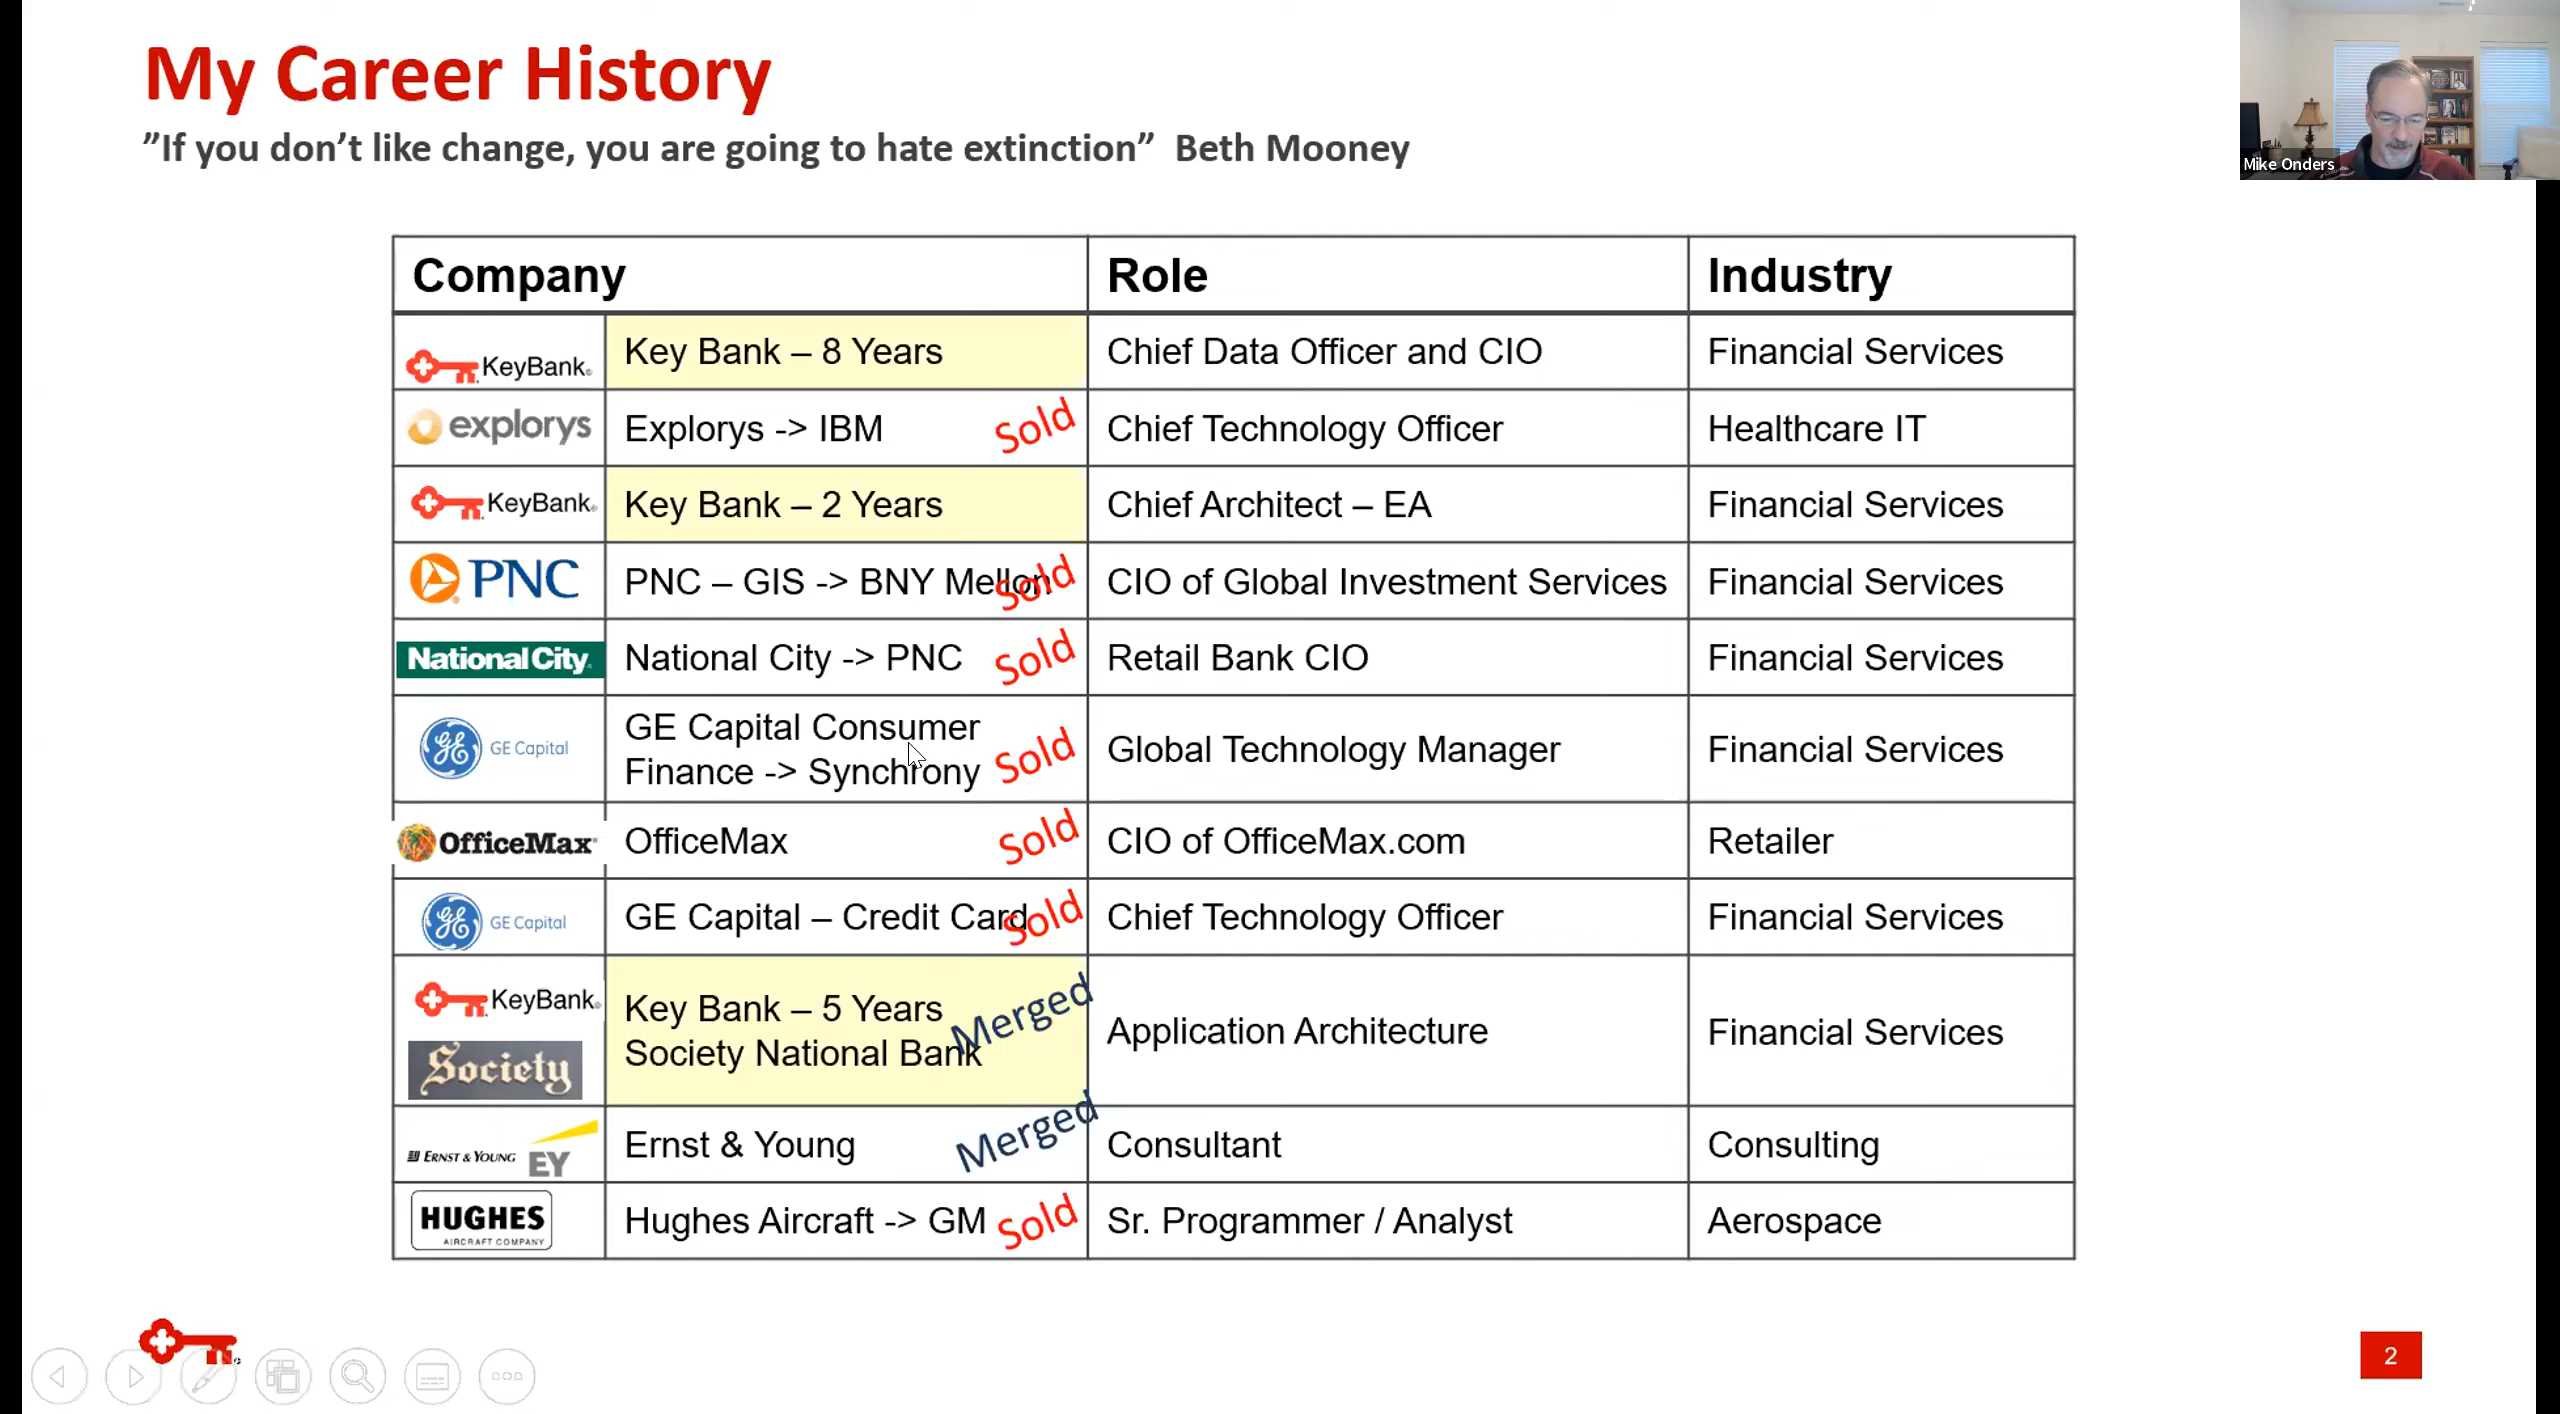 My Career History
”If you don’t like change, you are going to hate extinction” Beth Mooney
Mike Onders
Company Role Industry
KeyBank Key Bank – 8 Years Chief Data Officer and CIO Financial Services
explorys Explorys -> IBM Sold Chief Technology Officer Healthcare IT
KeyBank Key Bank – 2 Years Chief Architect – EA Financial Services
PNC PNC – GIS -> BNY Mellon Sold CIO of Global Investment Services Financial Services
National City National City -> PNC Sold Retail Bank CIO Financial Services
GE GE Capital GE Capital Consumer
Finance -> Synchrony Sold Global Technology Manager Financial Services
OfficeMax OfficeMax Sold CIO of OfficeMax.com Retailer
GE GE Capital GE Capital – Credit Card Sold Chief Technology Officer Financial Services
KeyBank Key Bank – 5 Years
Society Society National Bank Merged Application Architecture Financial Services
ERNST & YOUNG EY Ernst & Young Merged Consultant Consulting
HUGHES
AIRCRAFT COMPANY Hughes Aircraft -> GM Sold Sr. Programmer / Analyst Aerospace
2